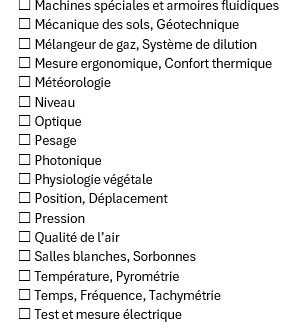 ☐ Machines spéciales et armoires fluidiques
☐ Mécanique des sols, Géotechnique
☐ Mélangeur de gaz, Système de dilution
☐ Mesure ergonomique, Confort thermique
☐ Météorologie
☐ Niveau
☐ Optique
☐ Pesage
☐ Photonique
☐ Physiologie végétale
☐ Position, Déplacement
☐ Pression
☐ Qualité de l'air
☐ Salles blanches, Sorbonnes
☐ Température, Pyrométrie
☐ Temps, Fréquence, Tachymétrie
☐ Test et mesure électrique